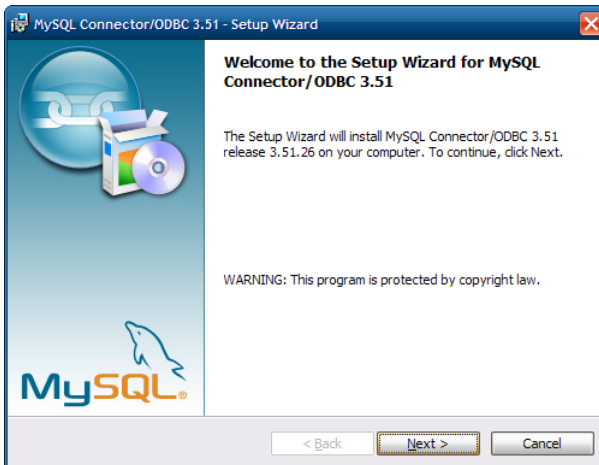 MySQL Connector/ODBC 3.51 - Setup Wizard
Welcome to the Setup Wizard for MySQL
Connector/ODBC 3.51
The Setup Wizard will install MySQL Connector/ODBC 3.51
release 3.51.26 on your computer. To continue, click Next.
WARNING: This program is protected by copyright law.
MySQL®
< Back
Next >
Cancel